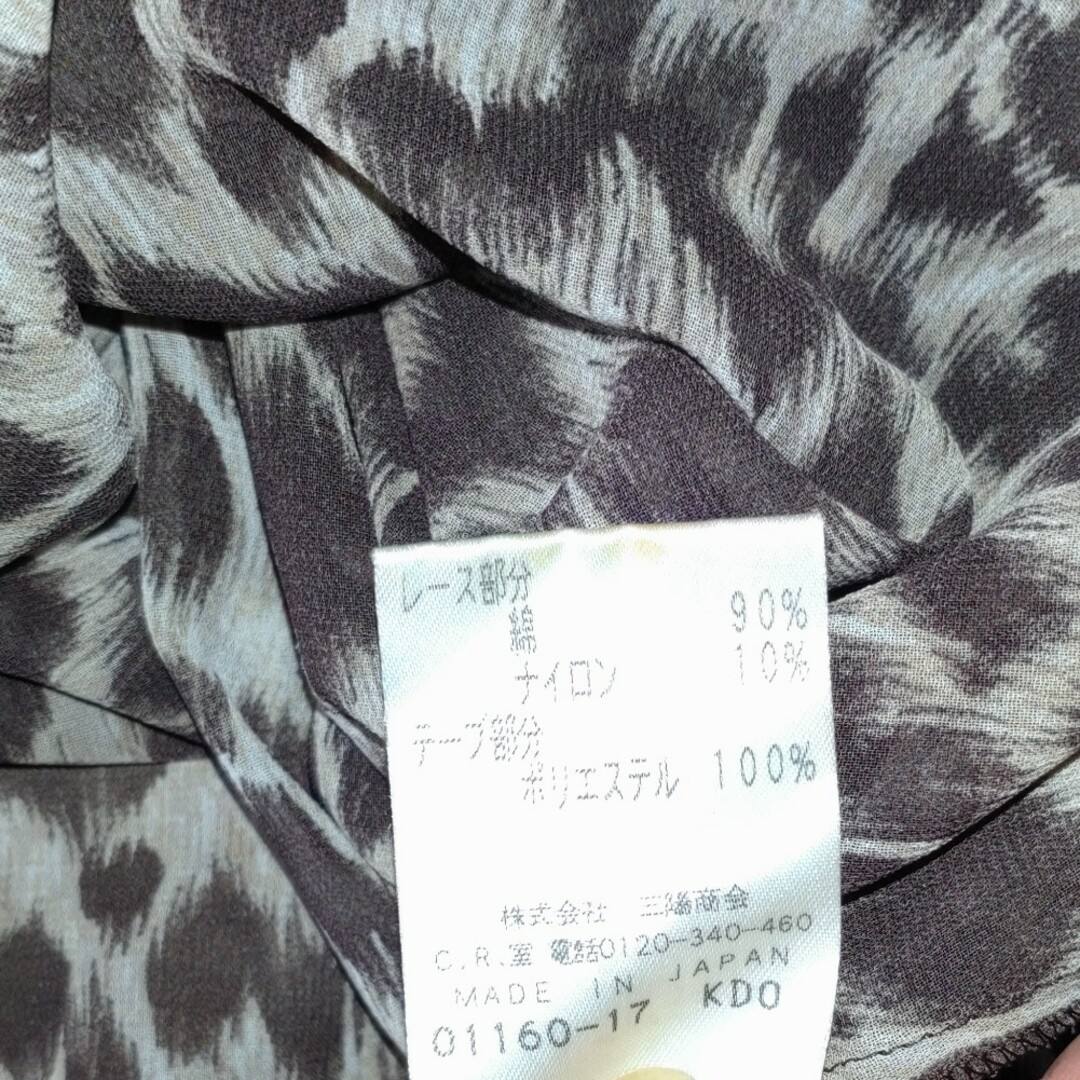 レース部分
綿 90%
ナイロン 10%
テープ部分
ポリエステル 100%
株式会社 三陽商会
C.R.室 電話0120-340-460
MADE IN JAPAN
01160-17 KDO